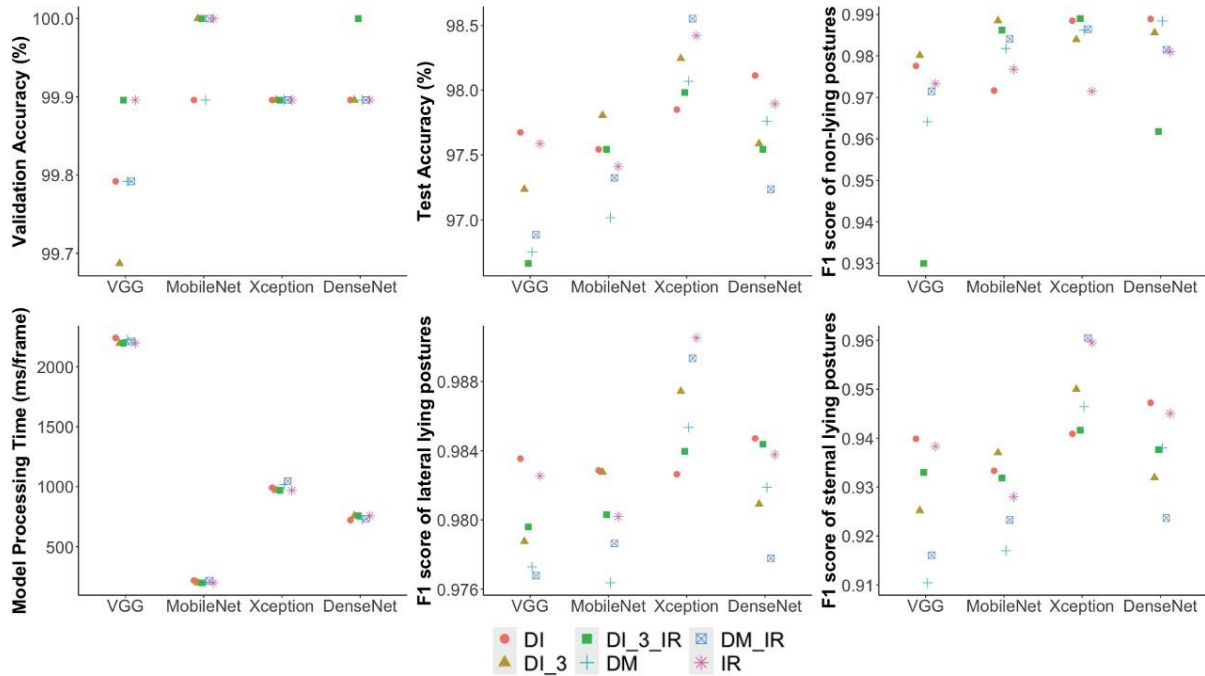 Validation Accuracy (%)
100.0
99.9
99.8
99.7
VGG MobileNet Xception DenseNet
Test Accuracy (%)
98.5
98.0
97.5
97.0
VGG MobileNet Xception DenseNet
F1 score of non-lying postures
0.99
0.98
0.97
0.96
0.95
0.94
0.93
VGG MobileNet Xception DenseNet
Model Processing Time (ms/frame)
2000
1500
1000
500
VGG MobileNet Xception DenseNet
F1 score of lateral lying postures
0.988
0.984
0.980
0.976
VGG MobileNet Xception DenseNet
F1 score of sternal lying postures
0.96
0.95
0.94
0.93
0.92
0.91
VGG MobileNet Xception DenseNet
DI DI_3_IR DM_IR
DI_3 DM IR